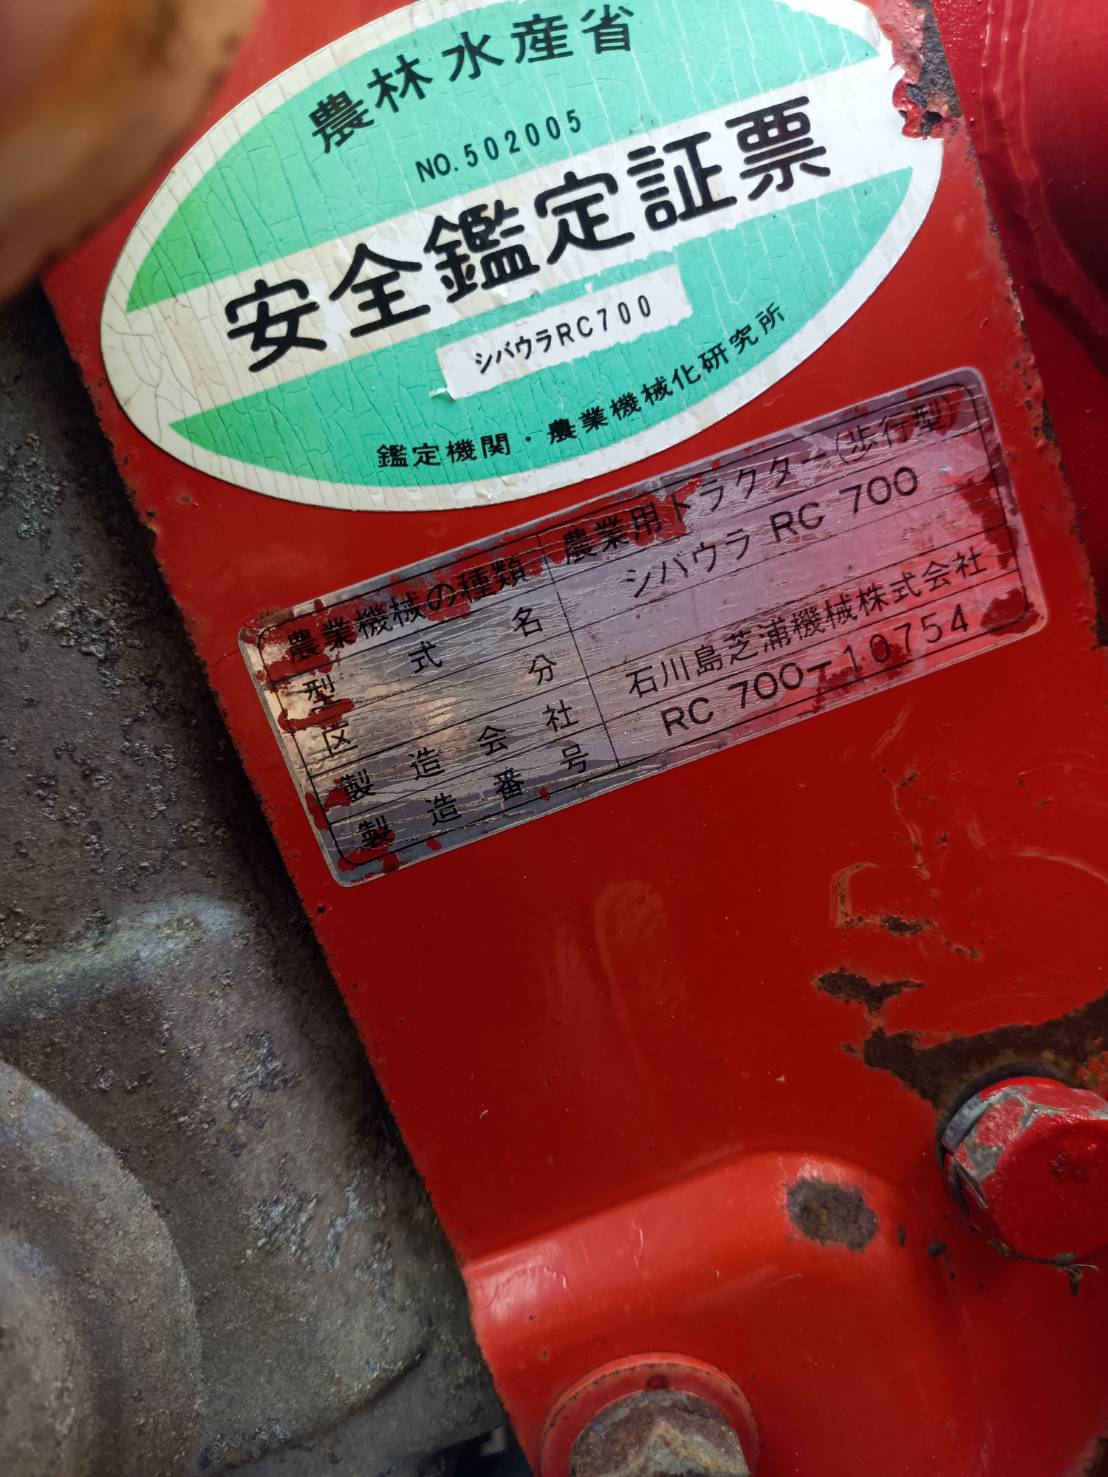 農林水産省
NO.502005
安全鑑定証票
シバウラRC700
鑑定機関・農業機械化研究所
農業機械の種類 農業用トラクター(歩行型)
型式名 シバウラ RC 700
区分
製造会社 石川島芝浦機械株式会社
製造番号 RC 700-10754